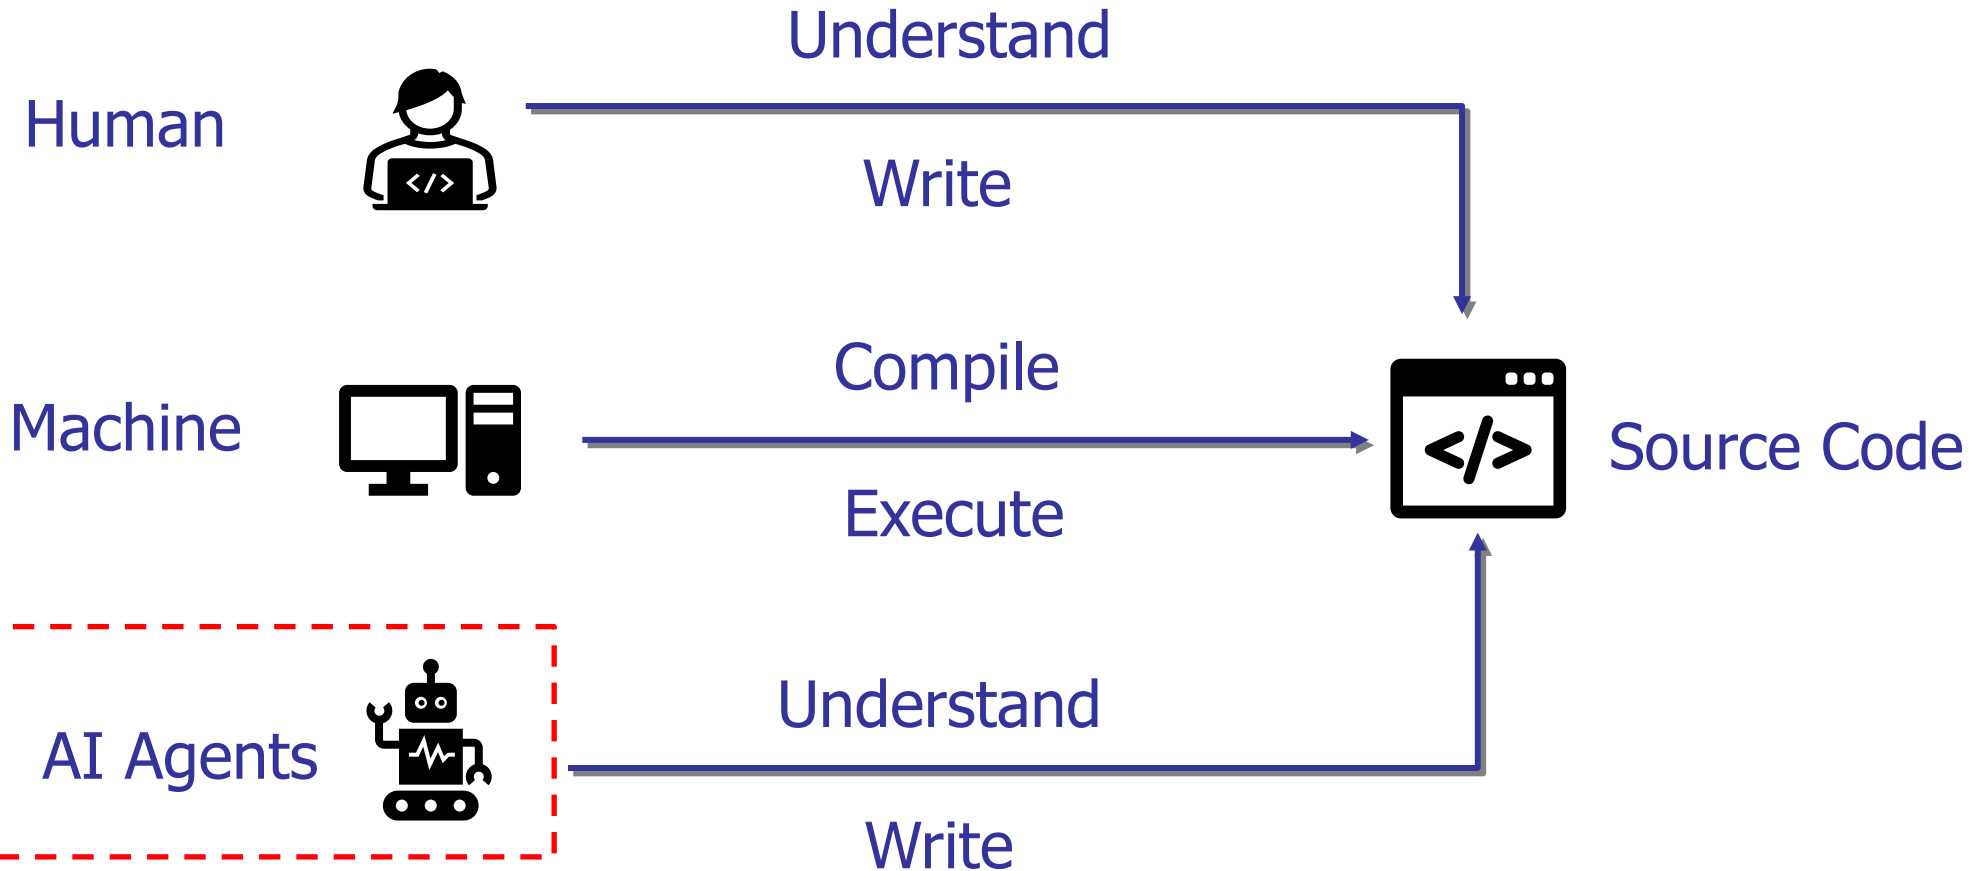 Understand
Human
Write
Compile
Machine
Source Code
Execute
Understand
AI Agents
Write
</>
</>